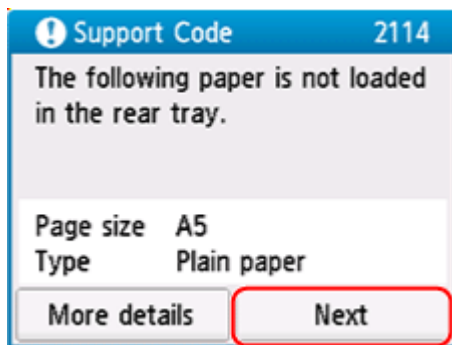 Support Code 2114
The following paper is not loaded
in the rear tray.
Page size A5
Type Plain paper
More details Next